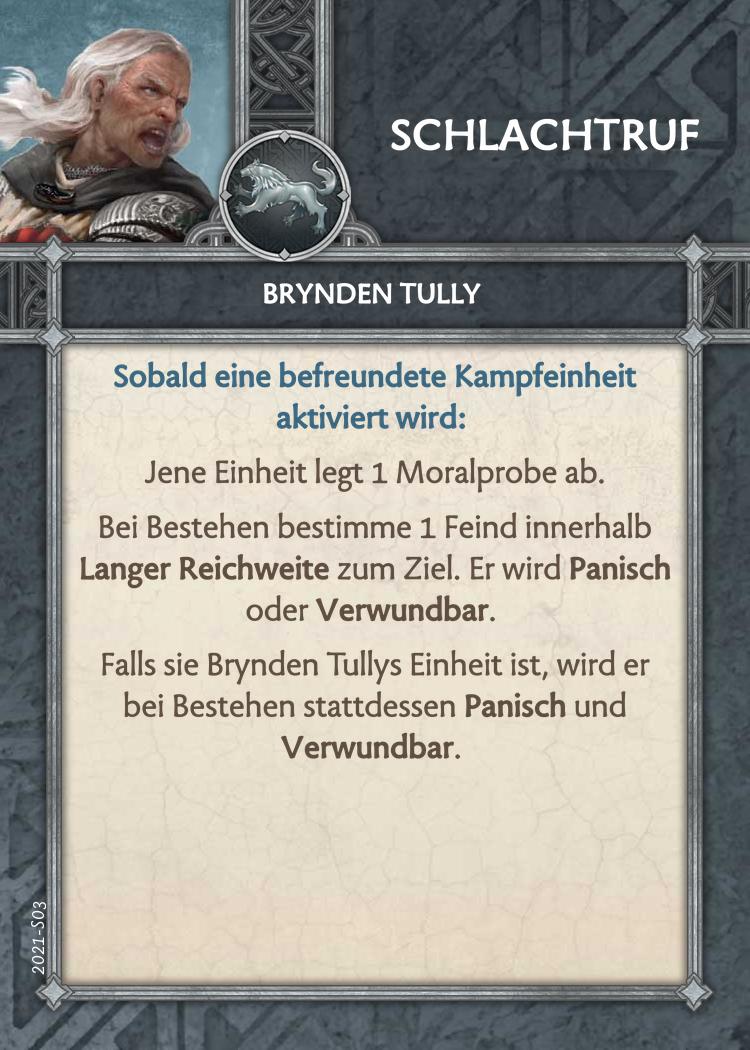 SCHLACHTRUF
BRYNDEN TULLY
Sobald eine befreundete Kampfeinheit
aktiviert wird:
Jene Einheit legt 1 Moralprobe ab.
Bei Bestehen bestimme 1 Feind innerhalb
Langer Reichweite zum Ziel. Er wird Panisch
oder Verwundbar.
Falls sie Brynden Tullys Einheit ist, wird er
bei Bestehen stattdessen Panisch und
Verwundbar.
2021-S03